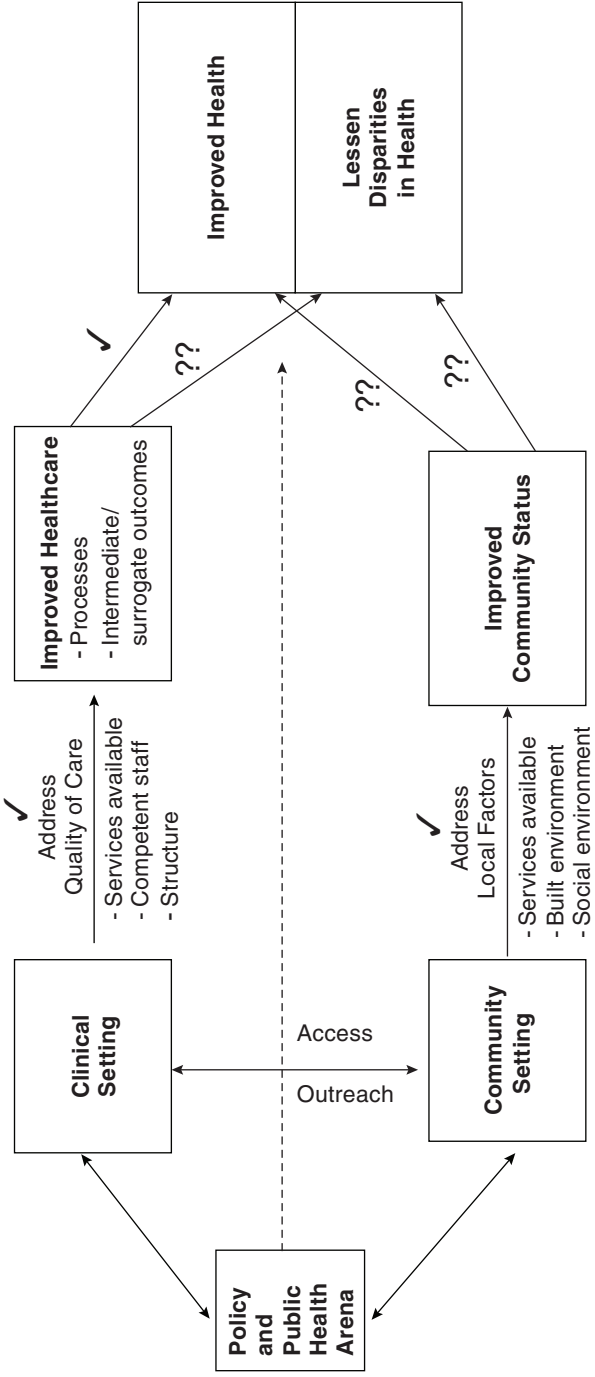 Policy
and
Public
Health
Arena
Clinical
Setting
Access
Outreach
Community
Setting
✓
Address
Quality of Care
- Services available
- Competent staff
- Structure
✓
Address
Local Factors
- Services available
- Built environment
- Social environment
Improved Healthcare
- Processes
- Intermediate/
surrogate outcomes
Improved
Community Status
✓
??
??
??
Improved Health
Lessen
Disparities
in Health